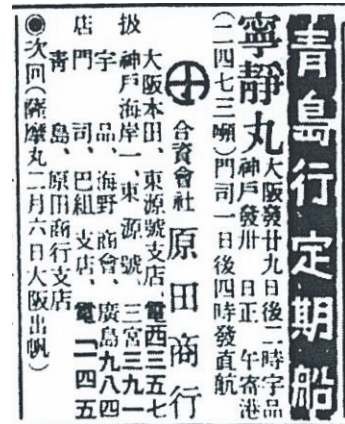 青島行定期船
寧靜丸
大阪發廿九日後二時宇品
神戶發卅日正午寄港
(二四七三噸)門司一日後四時發直航
合資會社 原田商行
扱店
大阪本田、東源號支店、電西三五七
神戶海岸一、東源號、三宮三九一
宇品、海野商會、廣島九八四
門司、巴組支店、電「一四五
青島、原田商行支店
◉次回(薩摩丸二月六日大阪出帆)